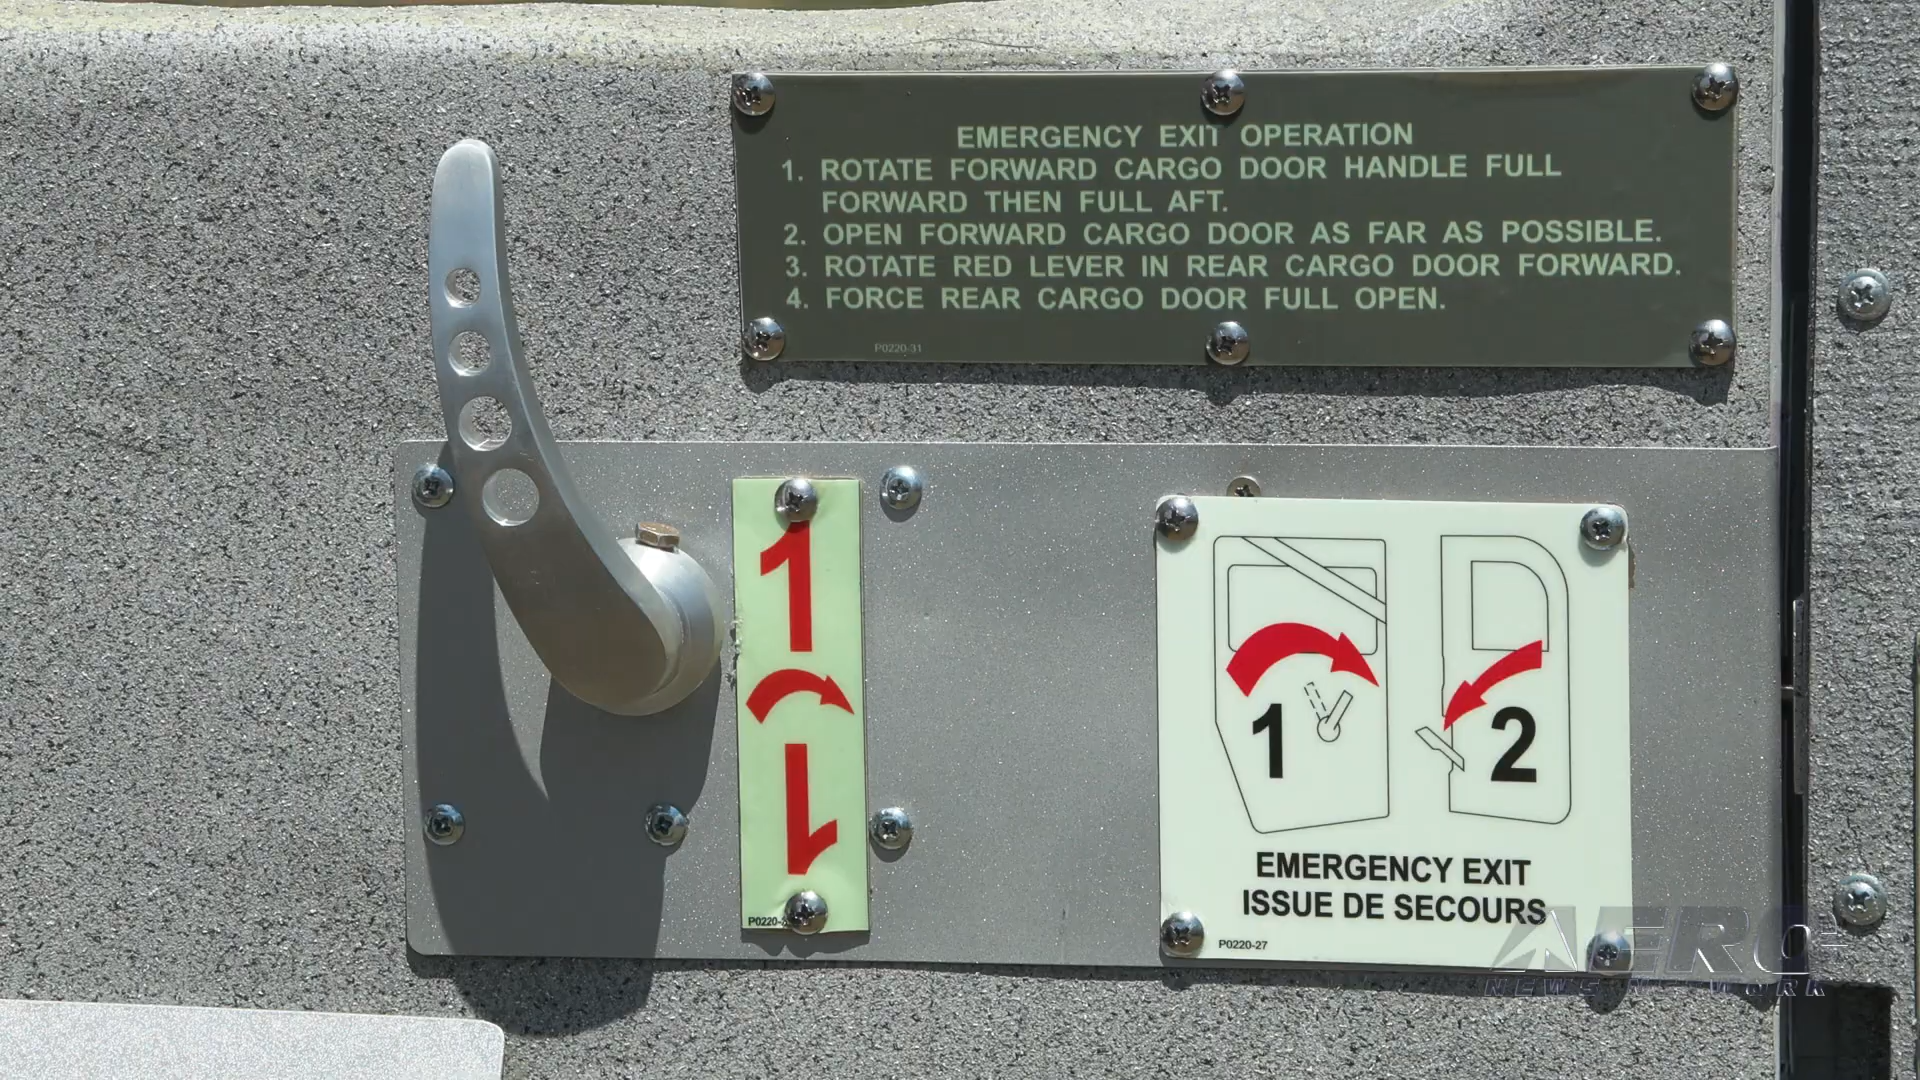 EMERGENCY EXIT OPERATION
1. ROTATE FORWARD CARGO DOOR HANDLE FULL
FORWARD THEN FULL AFT.
2. OPEN FORWARD CARGO DOOR AS FAR AS POSSIBLE.
3. ROTATE RED LEVER IN REAR CARGO DOOR FORWARD.
4. FORCE REAR CARGO DOOR FULL OPEN.
P0220-31
1
1
2
EMERGENCY EXIT
ISSUE DE SECOURS
P0220-27
AERO
NEWS NETWORK